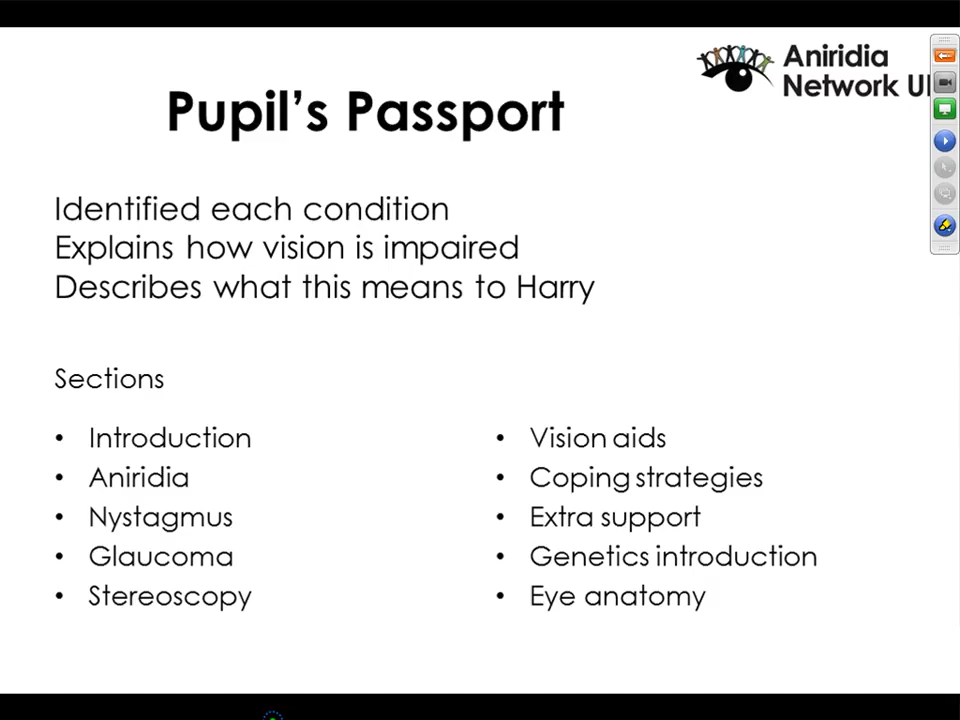 Aniridia
Network
Pupil's Passport
Identified each condition
Explains how vision is impaired
Describes what this means to Harry
Sections
• Introduction
• Aniridia
• Nystagmus
• Glaucoma
• Stereoscopy
• Vision aids
• Coping strategies
• Extra support
• Genetics introduction
• Eye anatomy